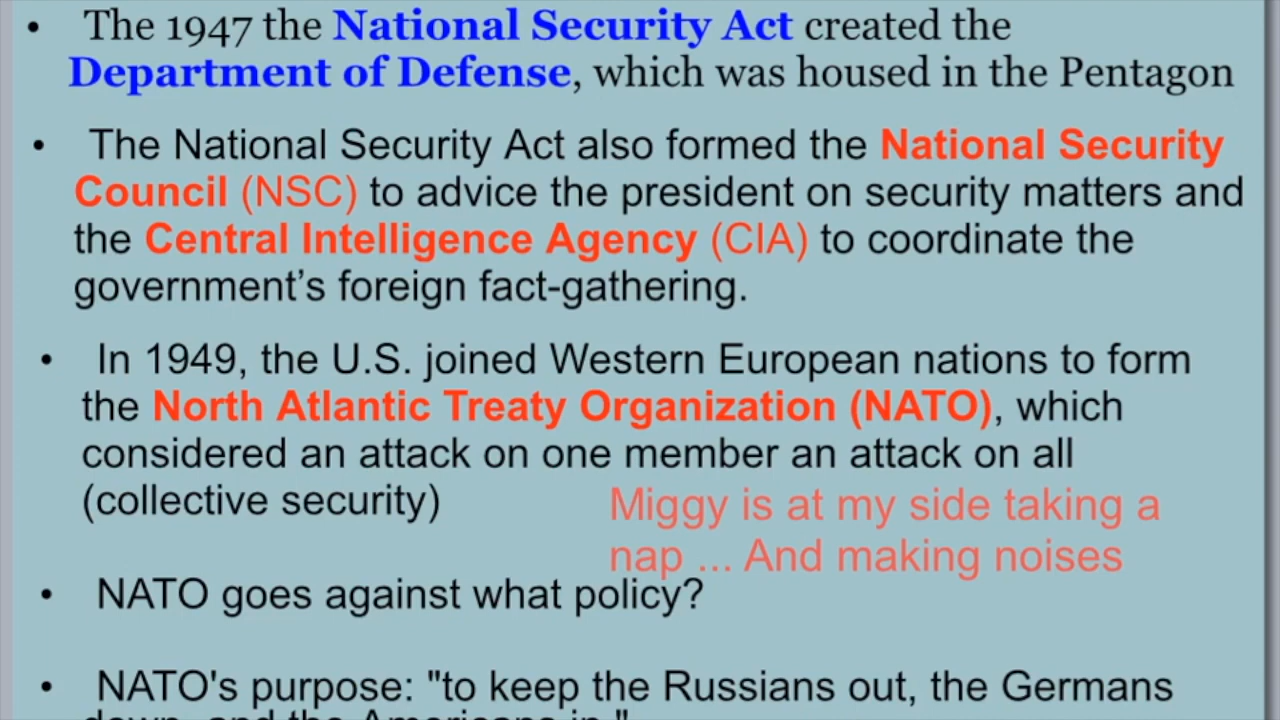 • The 1947 the National Security Act created the
Department of Defense, which was housed in the Pentagon
• The National Security Act also formed the National Security
Council (NSC) to advice the president on security matters and
the Central Intelligence Agency (CIA) to coordinate the
government's foreign fact-gathering.
• In 1949, the U.S. joined Western European nations to form
the North Atlantic Treaty Organization (NATO), which
considered an attack on one member an attack on all
(collective security)
Miggy is at my side taking a
nap ... And making noises
• NATO goes against what policy?
• NATO's purpose: "to keep the Russians out, the Germans
down, and the Americans in."